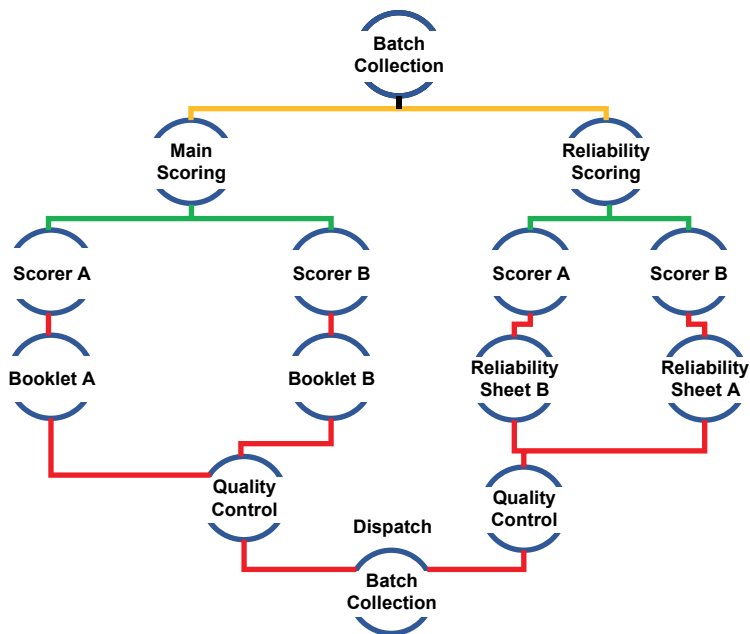 Batch
Collection
Main
Scoring
Reliability
Scoring
Scorer A
Scorer B
Scorer A
Scorer B
Booklet A
Booklet B
Reliability
Sheet B
Reliability
Sheet A
Quality
Control
Quality
Control
Dispatch
Batch
Collection